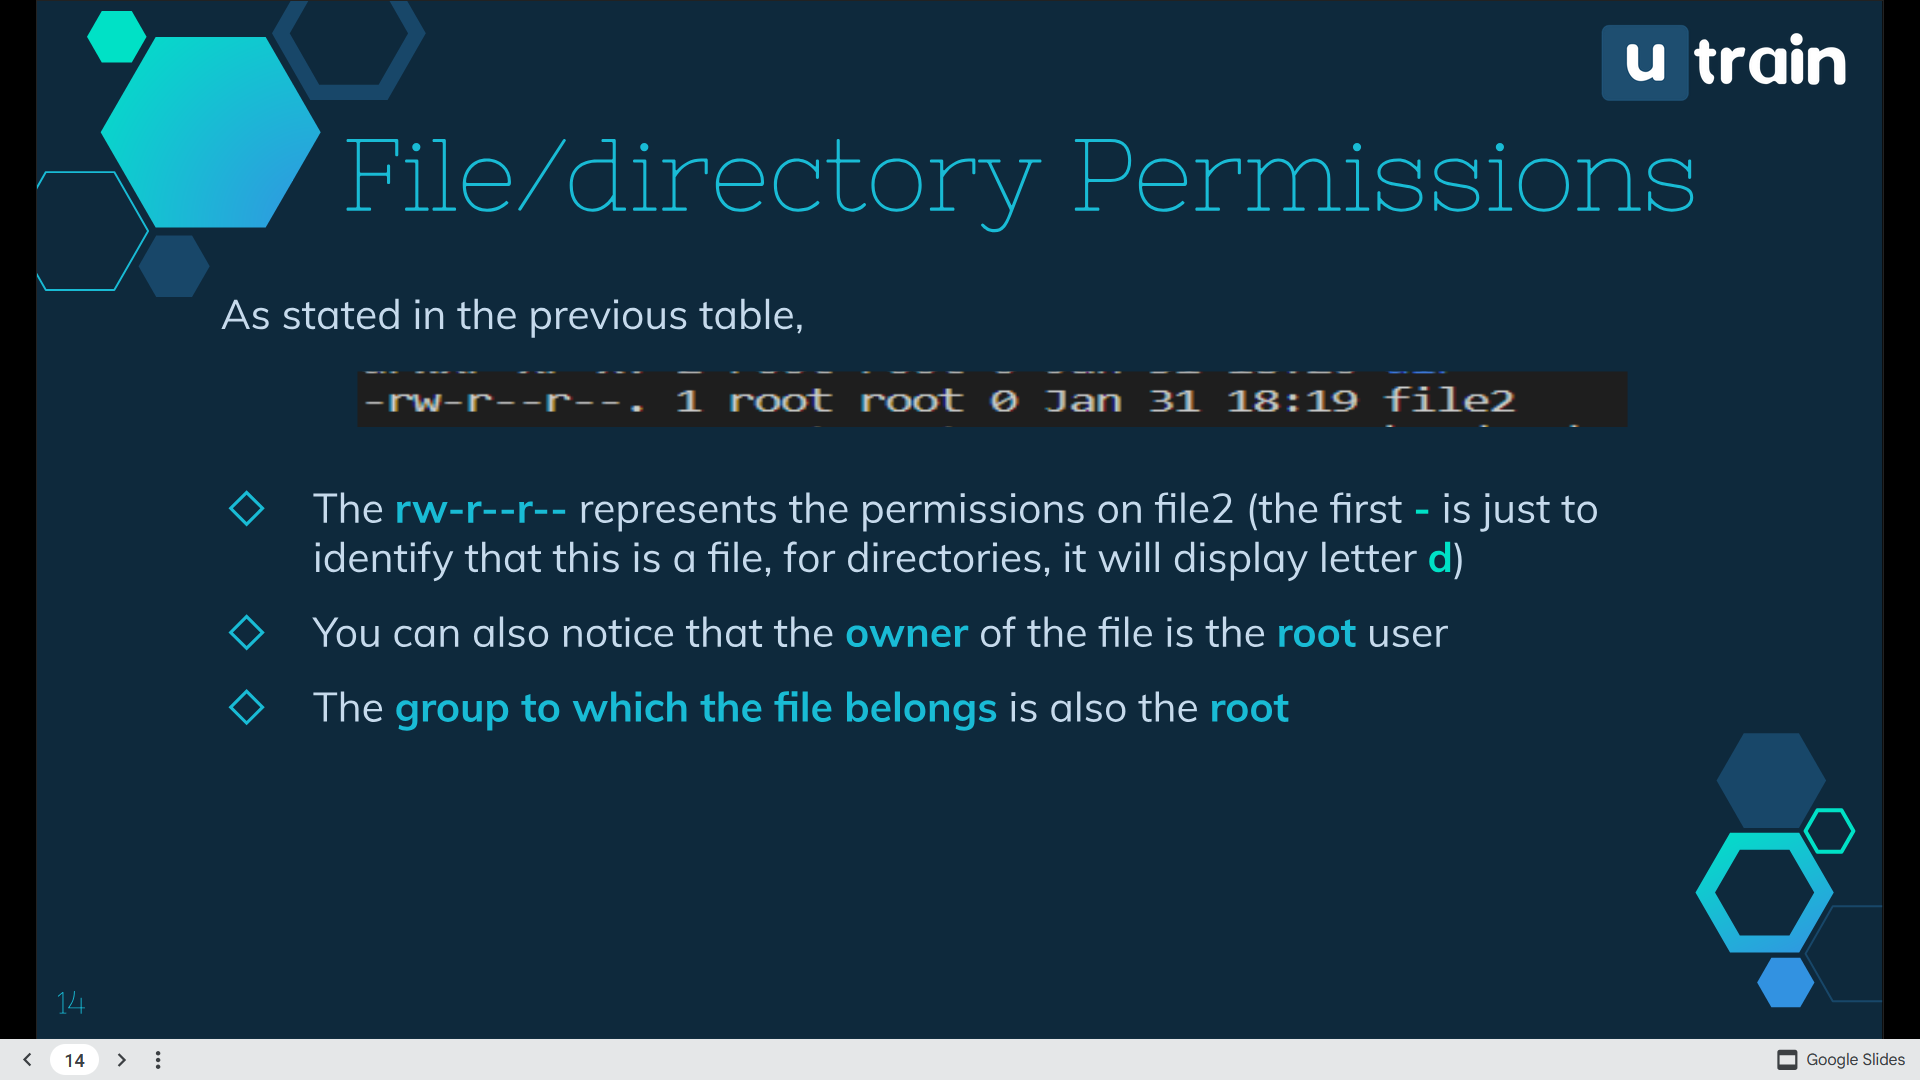 u train
File/directory Permissions
As stated in the previous table,
-rw-r--r--. 1 root root 0 Jan 31 18:19 file2
The rw-r--r-- represents the permissions on file2 (the first - is just to
identify that this is a file, for directories, it will display letter d)
You can also notice that the owner of the file is the root user
The group to which the file belongs is also the root
14
14
Google Slides